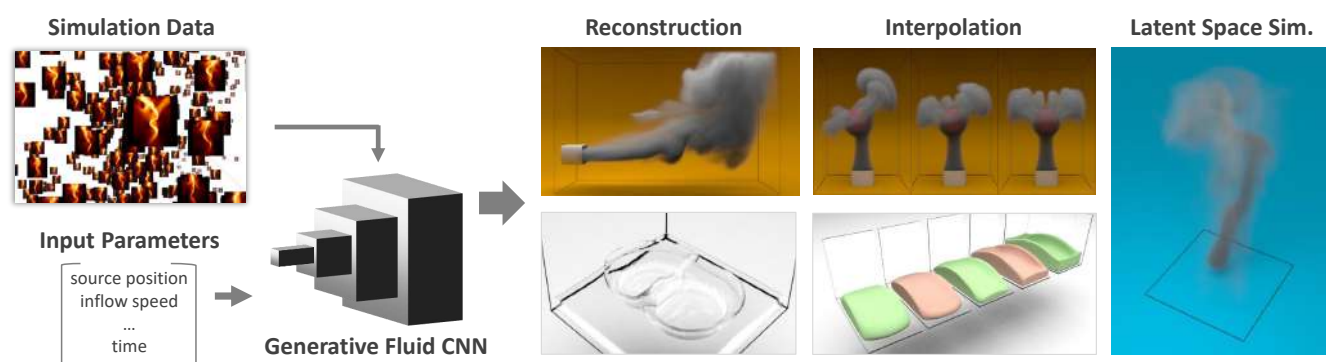 Simulation Data
Reconstruction
Interpolation
Latent Space Sim.
Input Parameters
source position
inflow speed
...
time
Generative Fluid CNN